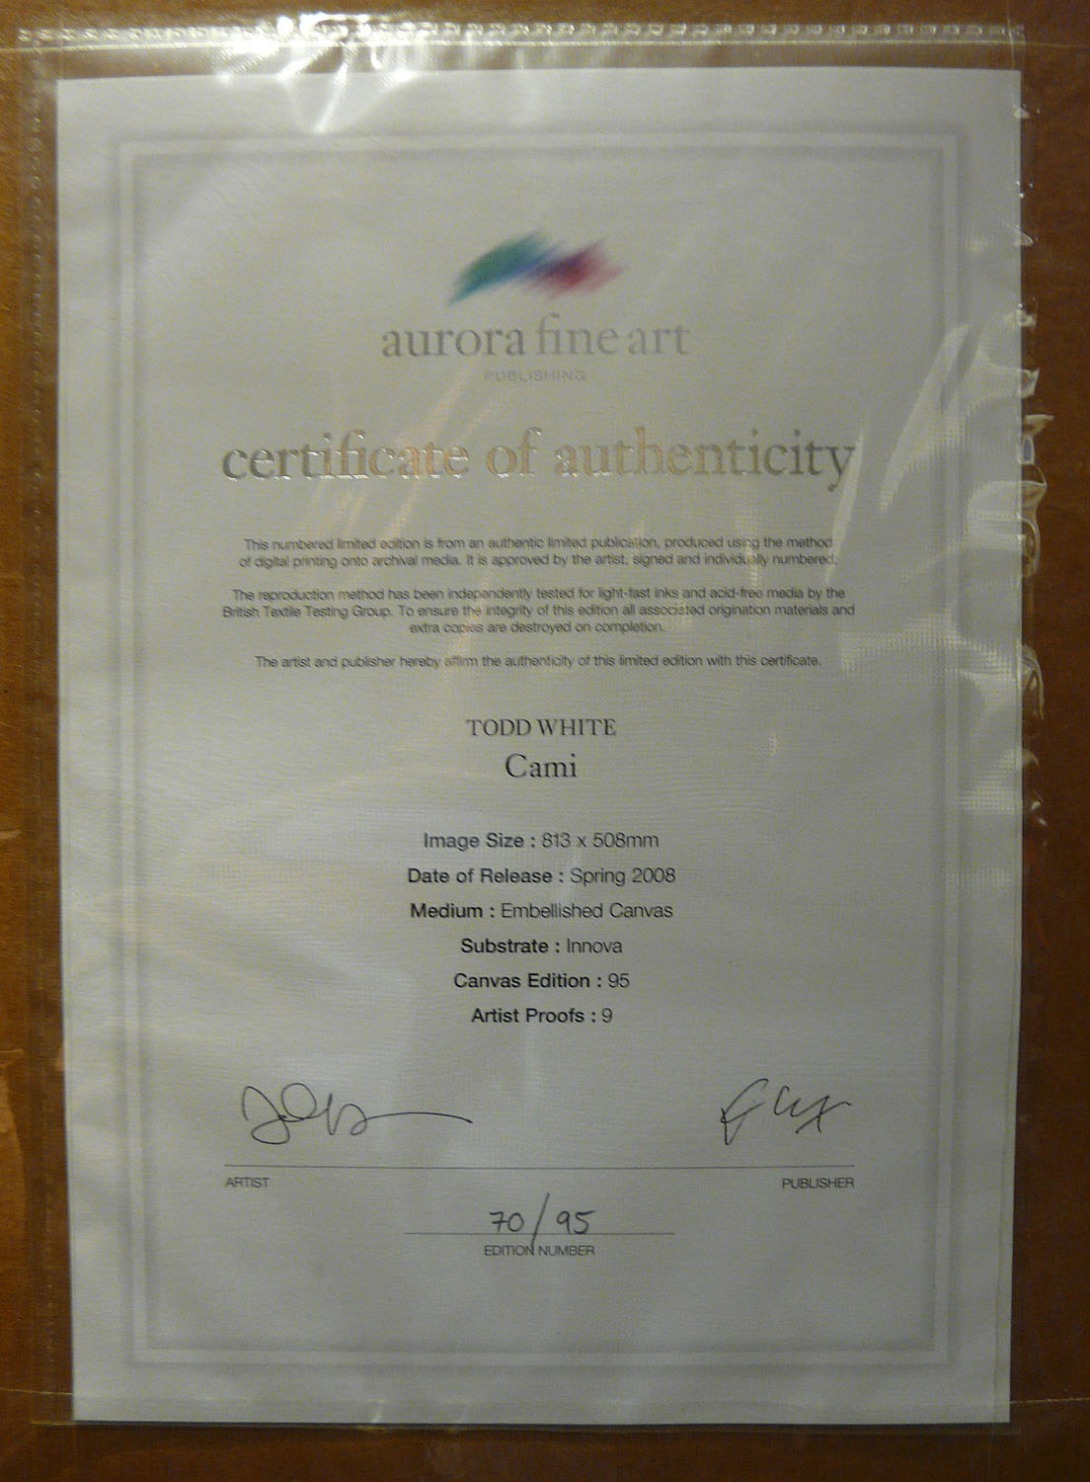 aurora fine art
PUBLISHING
certificate of authenticity
This numbered limited edition is from an authentic limited publication, produced using the method
of digital printing onto archival media. It is approved by the artist, signed and individually numbered.
The reproduction method has been independently tested for light-fast inks and acid-free media by the
British Textile Testing Group. To ensure the integrity of this edition all associated origination materials and
extra copies are destroyed on completion.
The artist and publisher hereby affirm the authenticity of this limited edition with this certificate.
TODD WHITE
Cami
Image Size : 813 x 508mm
Date of Release : Spring 2008
Medium : Embellished Canvas
Substrate : Innova
Canvas Edition : 95
Artist Proofs : 9
ARTIST
PUBLISHER
70/95
EDITION NUMBER